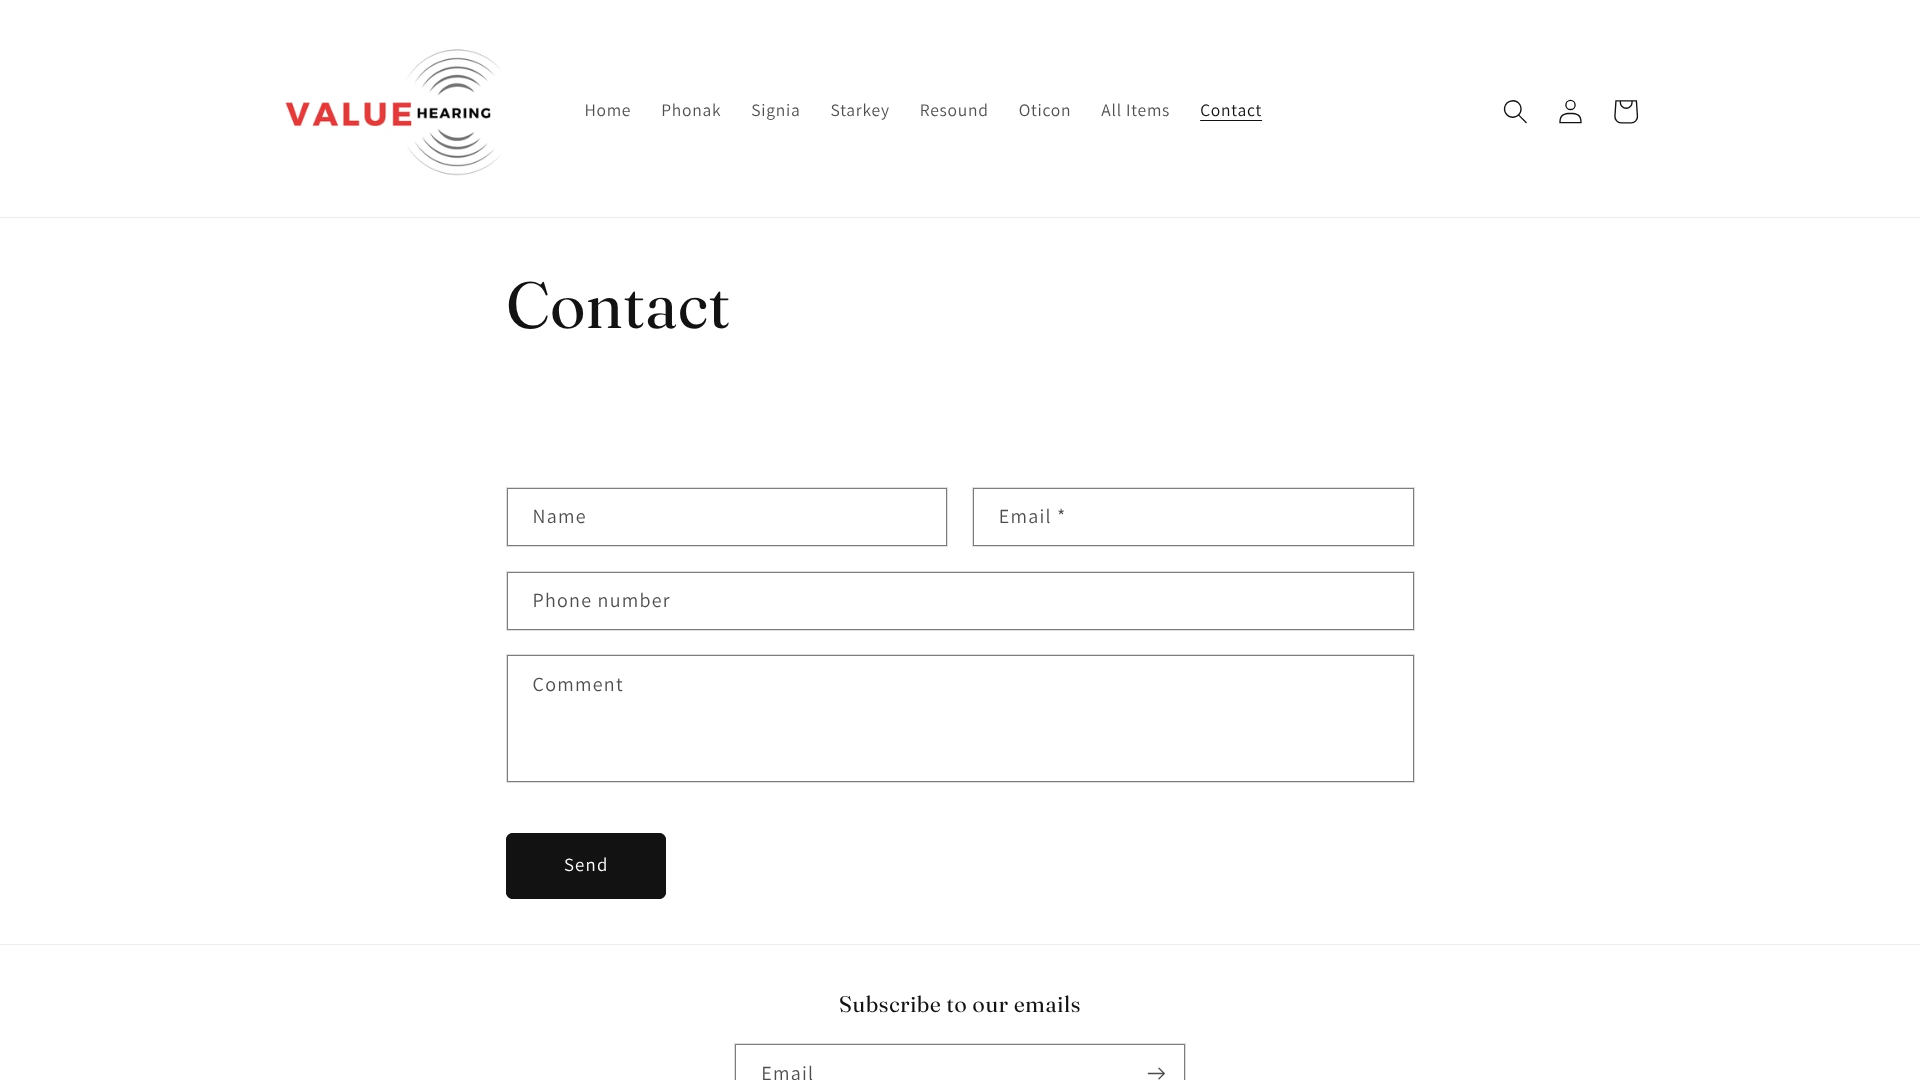 VALUE HEARING
Home Phonak Signia Starkey Resound Oticon All Items Contact
Contact
Name
Email *
Phone number
Comment
Send
Subscribe to our emails
Email